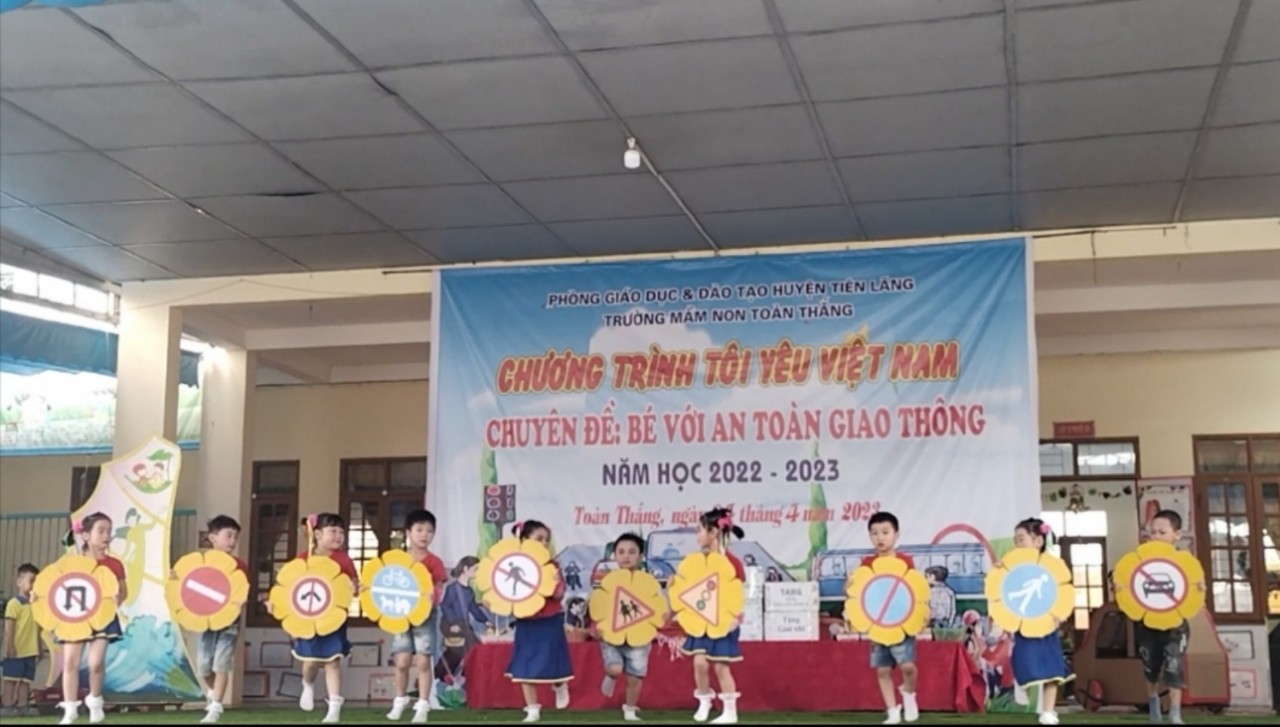 PHÒNG GIÁO DỤC & ĐÀO TẠO HUYỆN TIÊN LÃNG
TRƯỜNG MẦM NON TOÀN THẮNG
CHƯƠNG TRÌNH TÔI YÊU VIỆT NAM
CHUYÊN ĐỀ: BÉ VỚI AN TOÀN GIAO THÔNG
NĂM HỌC 2022 - 2023
Toàn Thắng, ngày tháng 4 năm 2023
TẶNG